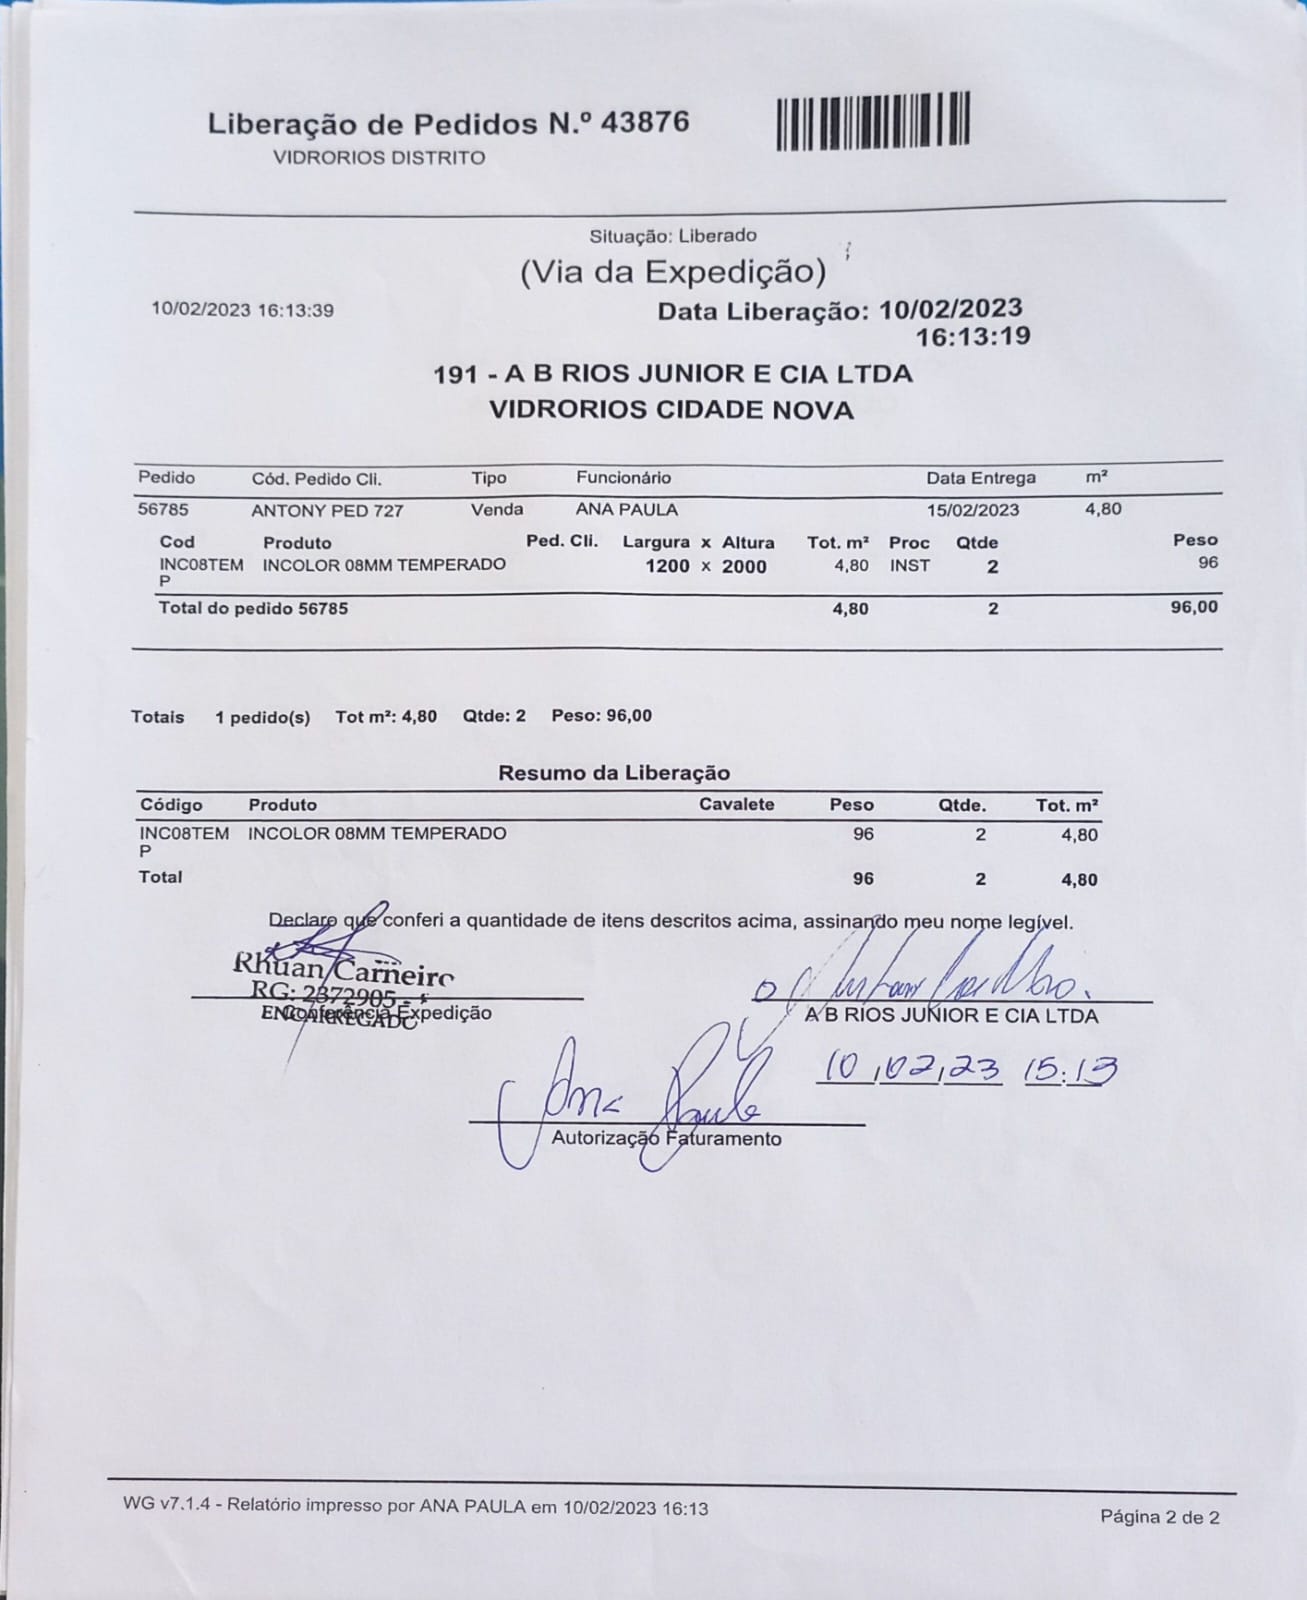 Liberação de Pedidos N.º 43876
VIDRORIOS DISTRITO
Situação: Liberado
(Via da Expedição)
10/02/2023 16:13:39
Data Liberação: 10/02/2023
16:13:19
191 - A B RIOS JUNIOR E CIA LTDA
VIDRORIOS CIDADE NOVA
Pedido Cód. Pedido Cli. Tipo Funcionário Data Entrega m²
56785 ANTONY PED 727 Venda ANA PAULA 15/02/2023 4,80
Cod Produto Ped. Cli. Largura x Altura Tot. m² Proc Qtde Peso
INC08TEM INCOLOR 08MM TEMPERADO 1200 x 2000 4,80 INST 2 96
P
Total do pedido 56785 4,80 2 96,00
Totais 1 pedido(s) Tot m²: 4,80 Qtde: 2 Peso: 96,00
Resumo da Liberação
Código Produto Cavalete Peso Qtde. Tot. m²
INC08TEM INCOLOR 08MM TEMPERADO 96 2 4,80
P
Total 96 2 4,80
Declaro que conferi a quantidade de itens descritos acima, assinando meu nome legível.
Rhuan Carneiro
RG: 2372905 -
ENCARREGADO
Conferência Expedição
A B RIOS JUNIOR E CIA LTDA
10,02,23 15:13
Ana Paula
Autorização Faturamento
WG v7.1.4 - Relatório impresso por ANA PAULA em 10/02/2023 16:13
Página 2 de 2